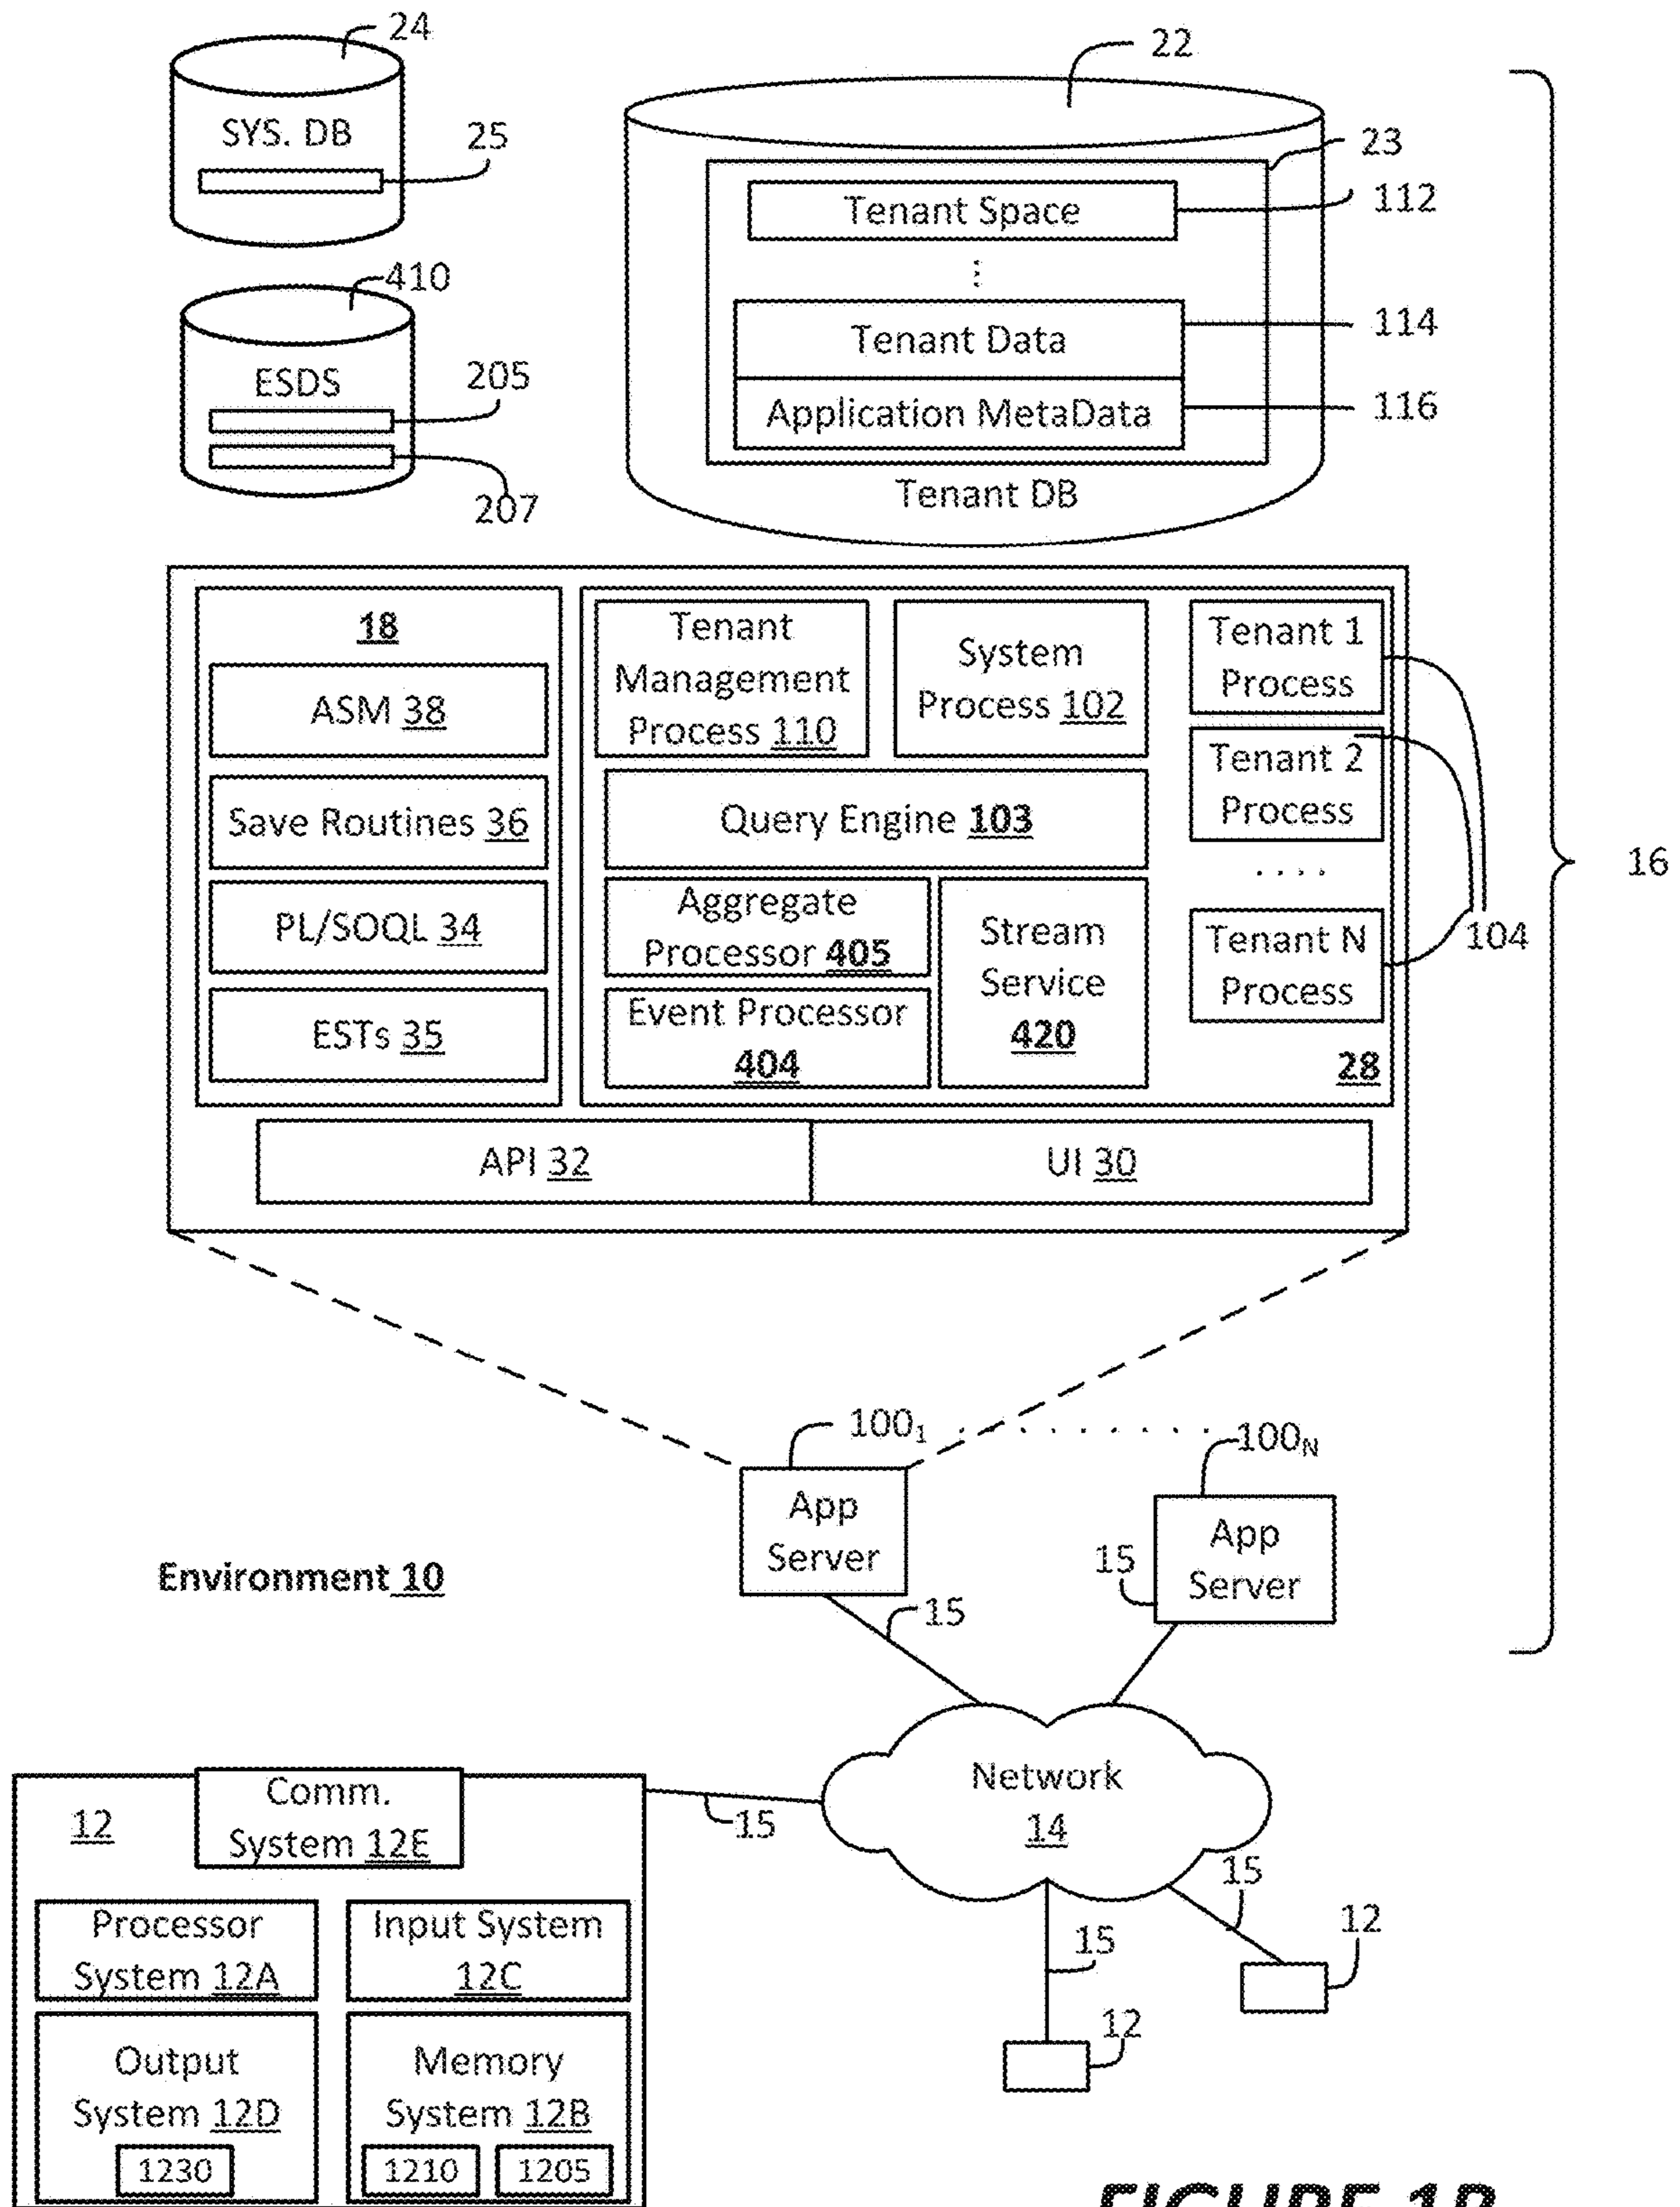 24
SYS. DB
25
410
ESDS
205
207
22
23
Tenant Space
112
Tenant Data
114
Application MetaData
116
Tenant DB
16
18
ASM 38
Save Routines 36
PL/SOQL 34
ESTs 35
Tenant
Management
Process 110
System
Process 102
Query Engine 103
Aggregate
Processor 405
Event Processor
404
Stream
Service
420
Tenant 1
Process
Tenant 2
Process
. . . .
Tenant N
Process
104
28
API 32
UI 30
100₁
. . . . . . . . . .
100ɴ
App
Server
App
Server
15
15
Environment 10
Network
14
15
15
15
12
12
12
Comm.
System 12E
Processor
System 12A
Input System
12C
Output
System 12D
1230
Memory
System 12B
1210
1205
FIGURE 1B